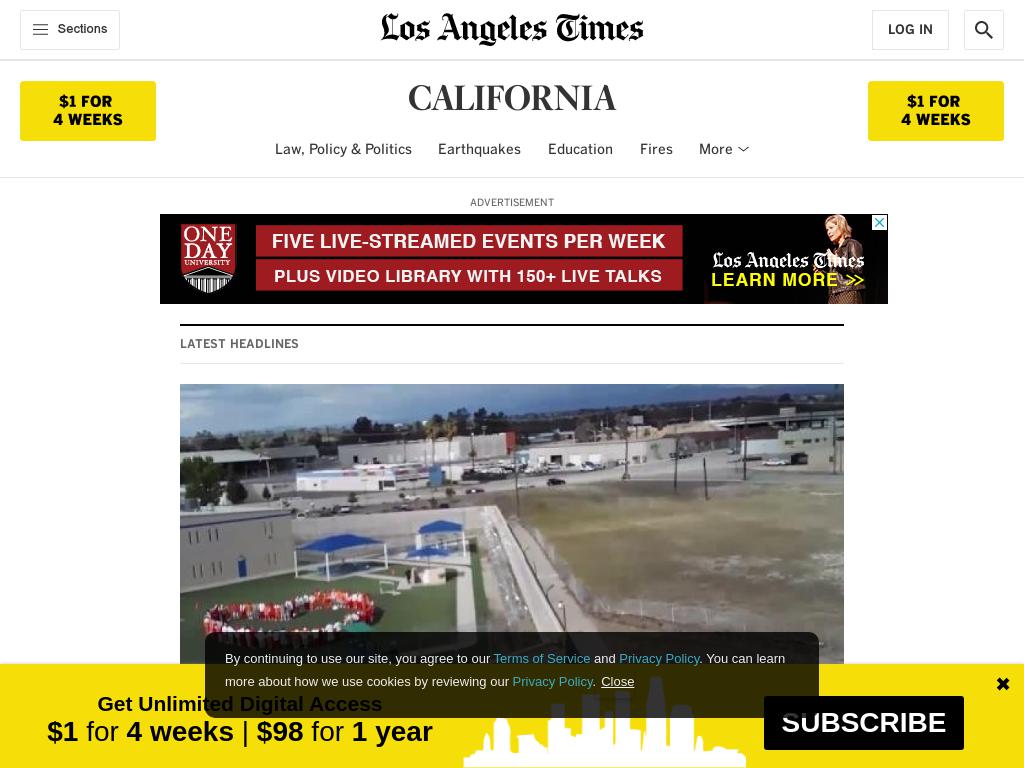 Sections
Los Angeles Times
LOG IN
$1 FOR
4 WEEKS
CALIFORNIA
$1 FOR
4 WEEKS
Law, Policy & Politics
Earthquakes
Education
Fires
More
ADVERTISEMENT
ONE
DAY
UNIVERSITY
FIVE LIVE-STREAMED EVENTS PER WEEK
PLUS VIDEO LIBRARY WITH 150+ LIVE TALKS
Los Angeles Times
LEARN MORE >>
LATEST HEADLINES
By continuing to use our site, you agree to our Terms of Service and Privacy Policy. You can learn
more about how we use cookies by reviewing our Privacy Policy. Close
Get Unlimited Digital Access
$1 for 4 weeks | $98 for 1 year
SUBSCRIBE